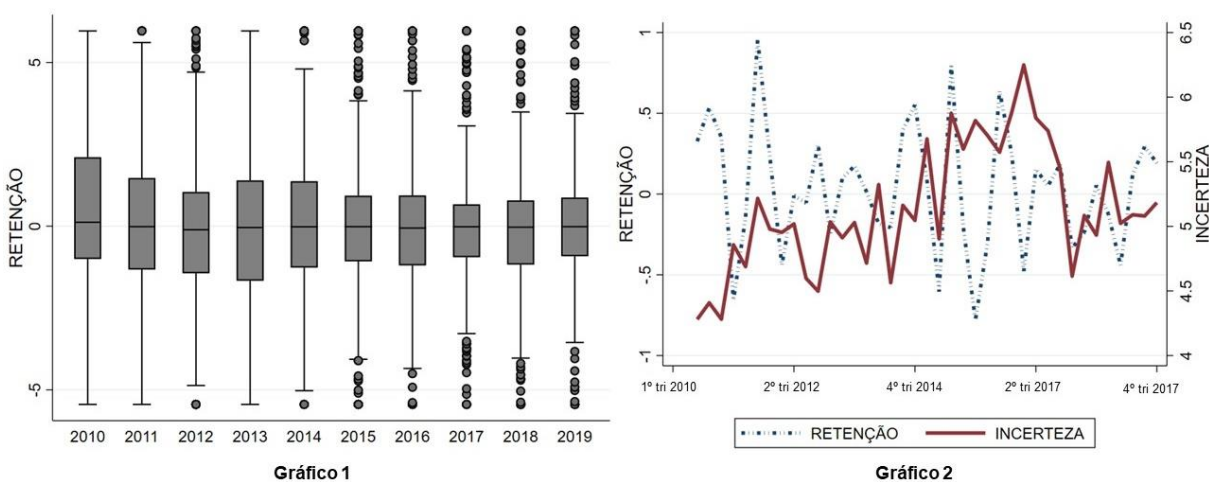 RETENÇÃO
5
0
-5
2010 2011 2012 2013 2014 2015 2016 2017 2018 2019
Gráfico 1
RETENÇÃO
1
.5
0
-.5
-1
INCERTEZA
6.5
6
5.5
5
4.5
4
1º tri 2010 2º tri 2012 4º tri 2014 2º tri 2017 4º tri 2017
RETENÇÃO INCERTEZA
Gráfico 2